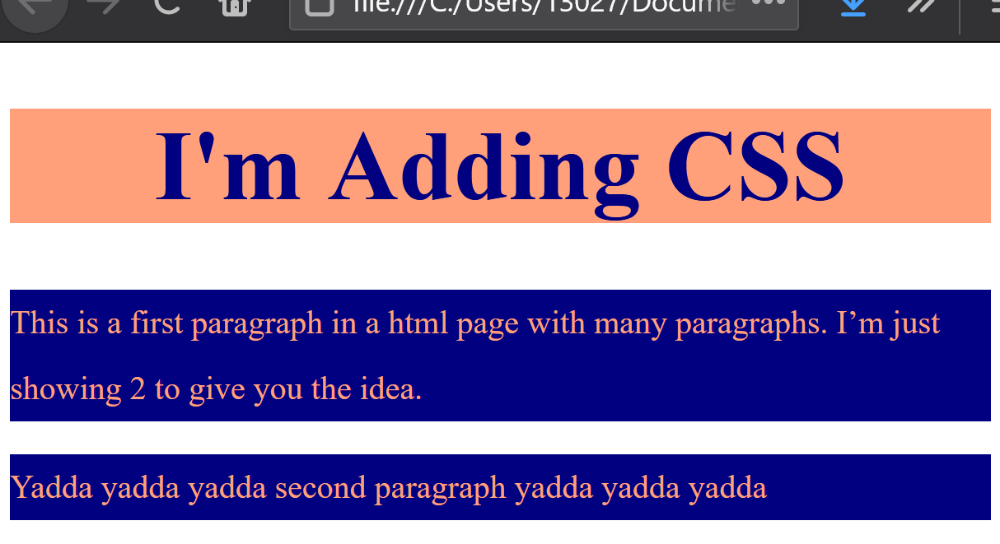 file:///C:/Users/13027/Docume
I'm Adding CSS
This is a first paragraph in a html page with many paragraphs. I’m just
showing 2 to give you the idea.
Yadda yadda yadda second paragraph yadda yadda yadda